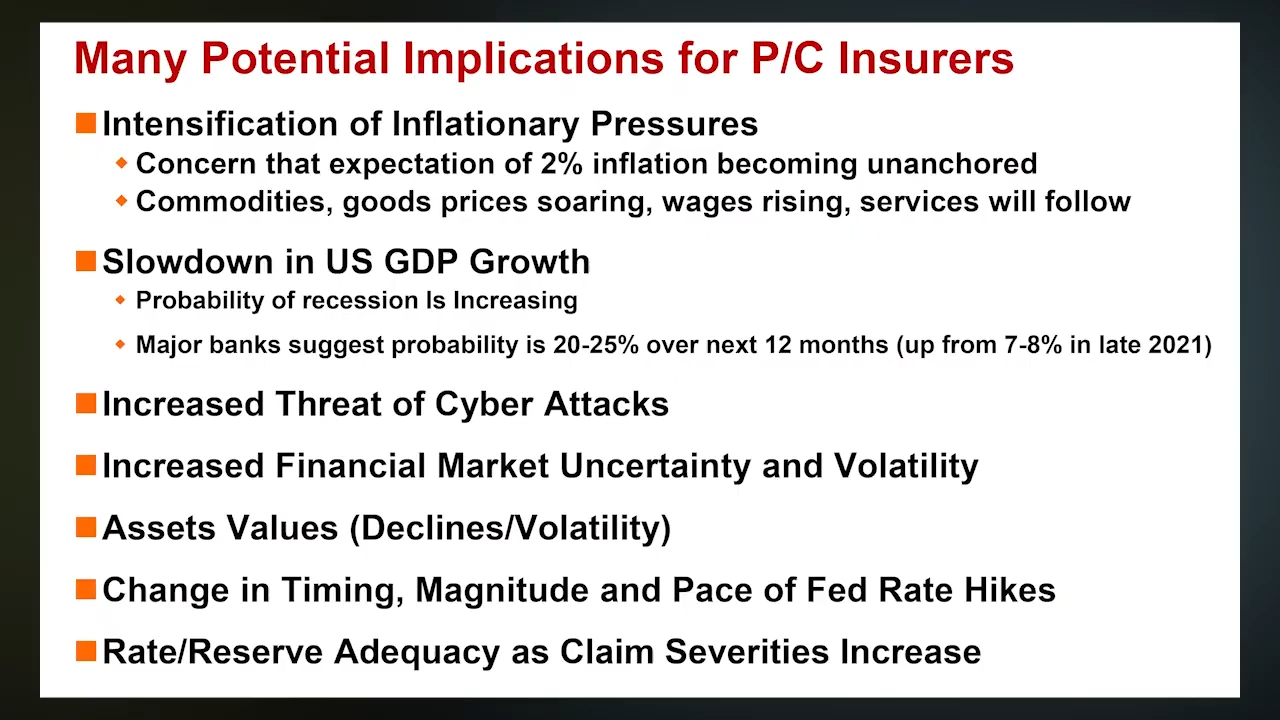 Many Potential Implications for P/C Insurers
Intensification of Inflationary Pressures
Concern that expectation of 2% inflation becoming unanchored
Commodities, goods prices soaring, wages rising, services will follow
Slowdown in US GDP Growth
Probability of recession Is Increasing
Major banks suggest probability is 20-25% over next 12 months (up from 7-8% in late 2021)
Increased Threat of Cyber Attacks
Increased Financial Market Uncertainty and Volatility
Assets Values (Declines/Volatility)
Change in Timing, Magnitude and Pace of Fed Rate Hikes
Rate/Reserve Adequacy as Claim Severities Increase